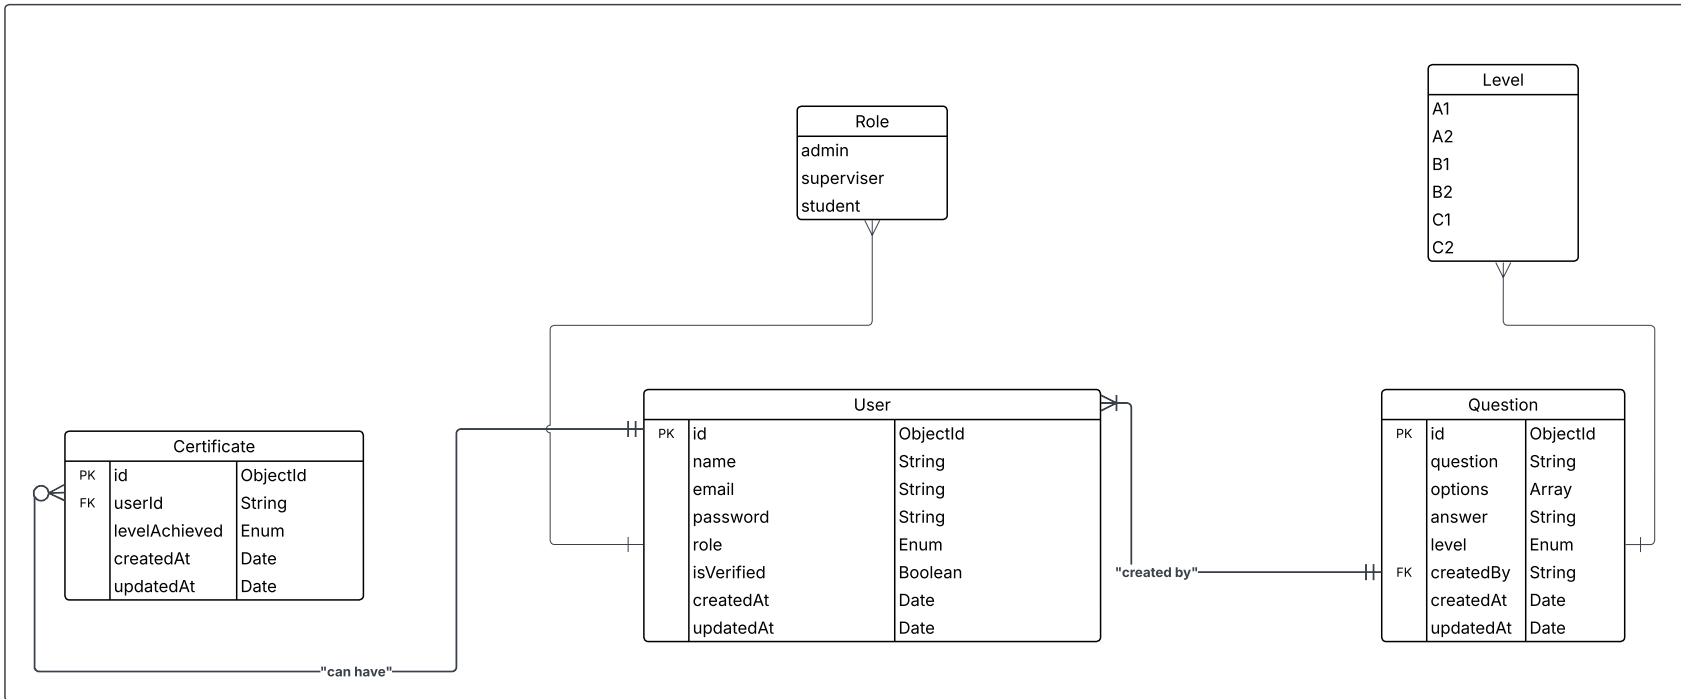 Level
A1
A2
B1
B2
C1
C2
Role
admin
superviser
student
Certificate
PK id ObjectId
FK userId String
levelAchieved Enum
createdAt Date
updatedAt Date
"can have"
User
PK id ObjectId
name String
email String
password String
role Enum
isVerified Boolean
createdAt Date
updatedAt Date
"created by"
Question
PK id ObjectId
question String
options Array
answer String
level Enum
FK createdBy String
createdAt Date
updatedAt Date